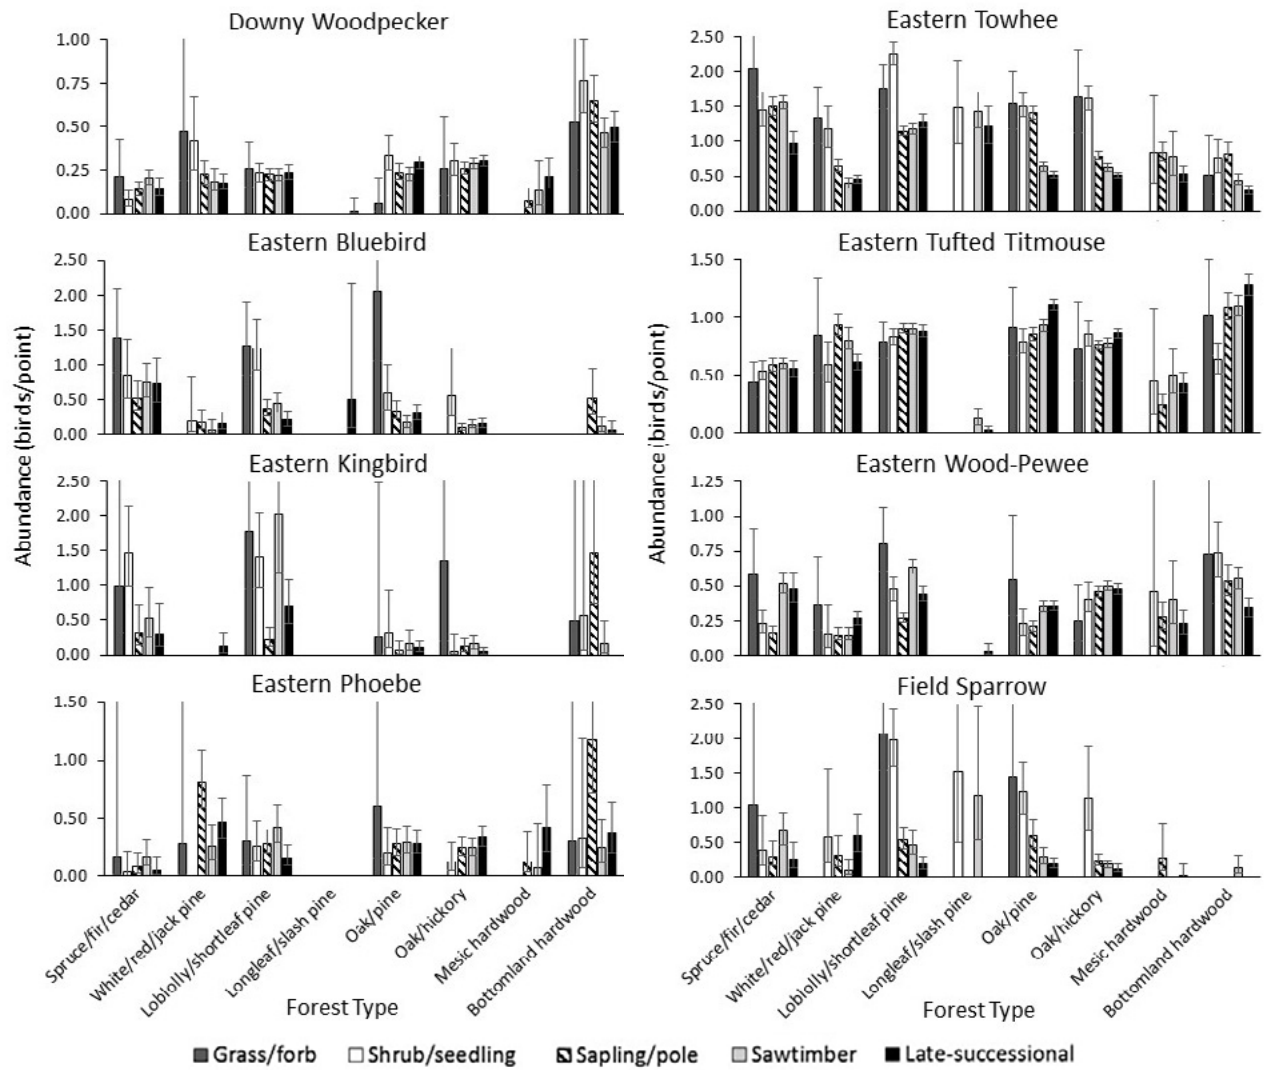 Downy Woodpecker
1.00
0.75
0.50
0.25
0.00
Eastern Towhee
2.50
2.00
1.50
1.00
0.50
0.00
Eastern Bluebird
2.50
2.00
1.50
1.00
0.50
0.00
Eastern Tufted Titmouse
1.50
1.00
0.50
0.00
Eastern Kingbird
2.50
2.00
1.50
1.00
0.50
0.00
Eastern Wood-Pewee
1.25
1.00
0.75
0.50
0.25
0.00
Eastern Phoebe
1.50
1.00
0.50
0.00
Field Sparrow
2.50
2.00
1.50
1.00
0.50
0.00
Abundance (birds/point)
Abundance (birds/point)
Spruce/fir/cedar
White/red/jack pine
Loblolly/shortleaf pine
Longleaf/slash pine
Oak/pine
Oak/hickory
Mesic hardwood
Bottomland hardwood
Forest Type
Spruce/fir/cedar
White/red/jack pine
Loblolly/shortleaf pine
Longleaf/slash pine
Oak/pine
Oak/hickory
Mesic hardwood
Bottomland hardwood
Forest Type
Grass/forb Shrub/seedling Sapling/pole Sawtimber Late-successional